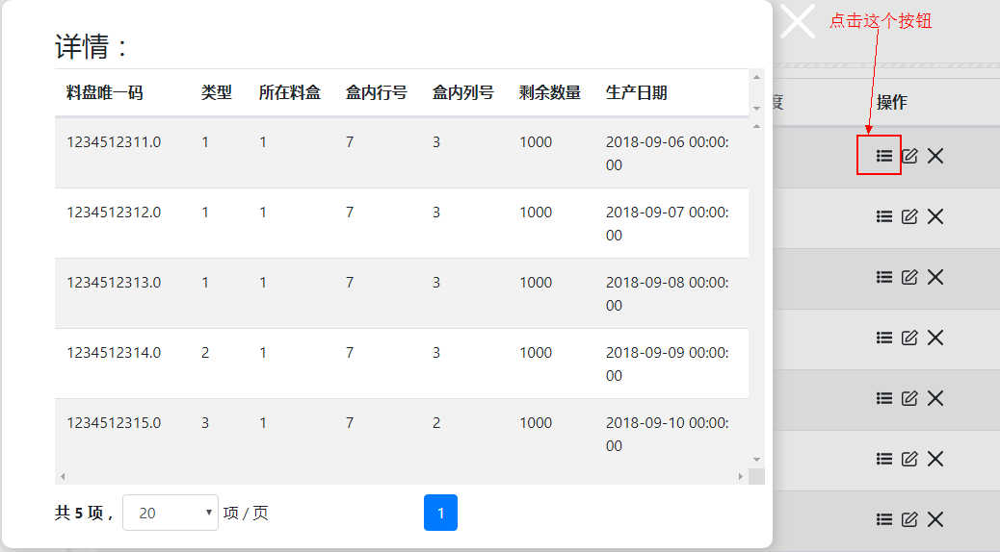 点击这个按钮
详情：
料盘唯一码 类型 所在料盒 盒内行号 盒内列号 剩余数量 生产日期
度 操作
1234512311.0 1 1 7 3 1000 2018-09-06 00:00:
00
1234512312.0 1 1 7 3 1000 2018-09-07 00:00:
00
1234512313.0 1 1 7 3 1000 2018-09-08 00:00:
00
1234512314.0 2 1 7 3 1000 2018-09-09 00:00:
00
1234512315.0 3 1 7 2 1000 2018-09-10 00:00:
00
共 5 项， 20 项 / 页 1